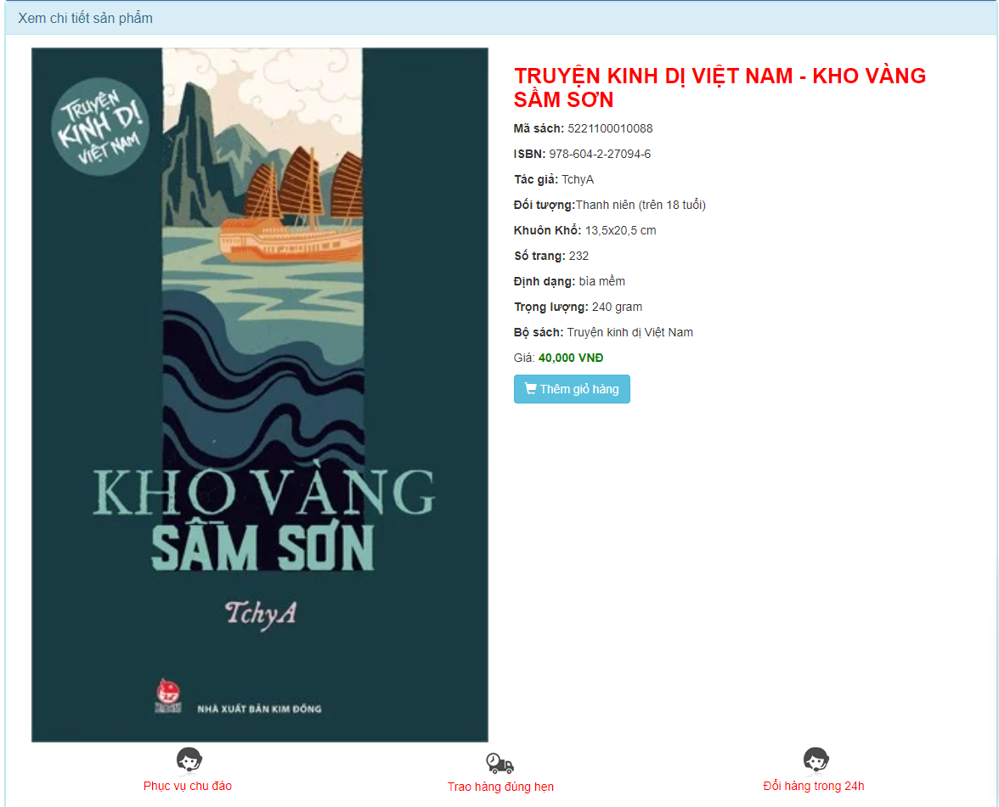 Xem chi tiết sản phẩm
TRUYỆN
KINH DỊ
VIỆT NAM
KHO VÀNG
SẦM SƠN
TchyA
NHÀ XUẤT BẢN KIM ĐỒNG
TRUYỆN KINH DỊ VIỆT NAM - KHO VÀNG
SẦM SƠN
Mã sách: 5221100010088
ISBN: 978-604-2-27094-6
Tác giả: TchyA
Đối tượng:Thanh niên (trên 18 tuổi)
Khuôn Khổ: 13,5x20,5 cm
Số trang: 232
Định dạng: bìa mềm
Trọng lượng: 240 gram
Bộ sách: Truyện kinh dị Việt Nam
Giá: 40,000 VNĐ
Thêm giỏ hàng
Phục vụ chu đáo
Trao hàng đúng hẹn
Đổi hàng trong 24h